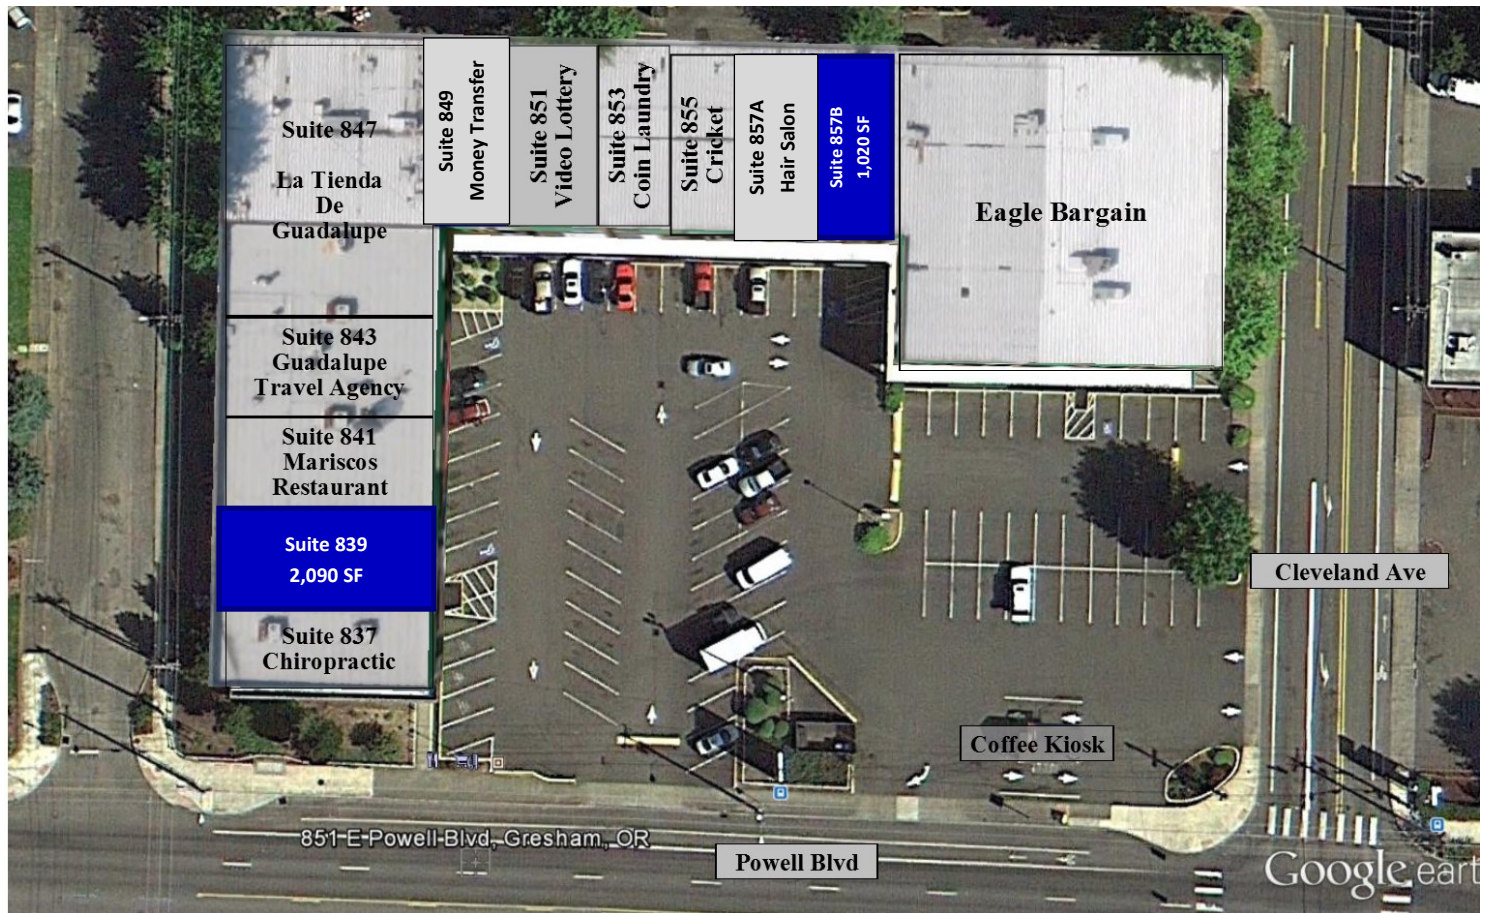 Suite 847
La Tienda
De
Guadalupe
Suite 849
Money Transfer
Suite 851
Video Lottery
Suite 853
Coin Laundry
Suite 855
Cricket
Suite 857A
Hair Salon
Suite 857B
1,020 SF
Eagle Bargain
Suite 843
Guadalupe
Travel Agency
Suite 841
Mariscos
Restaurant
Suite 839
2,090 SF
Suite 837
Chiropractic
Cleveland Ave
Coffee Kiosk
851 E Powell Blvd, Gresham, OR
Powell Blvd
Google eart